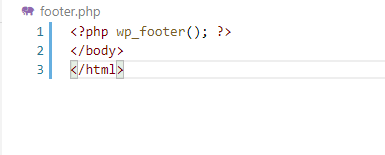 footer.php
1 <?php wp_footer(); ?>
2 </body>
3 </html>